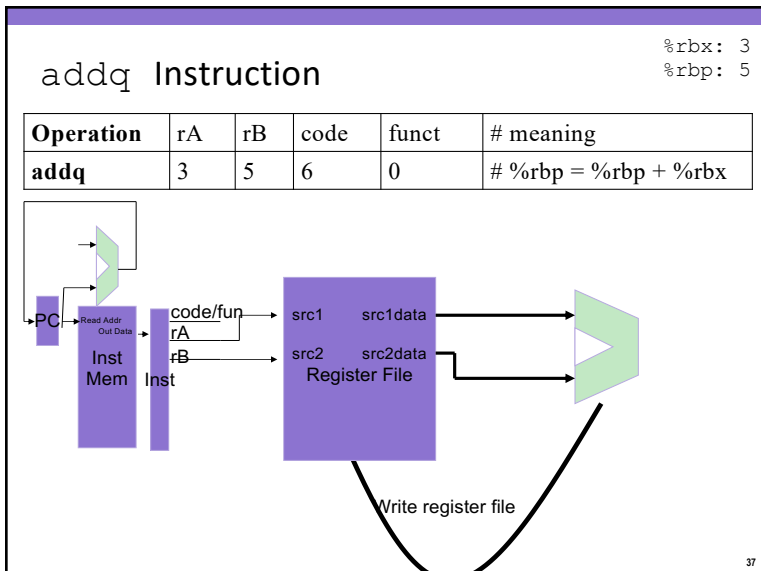 %rbx: 3
%rbp: 5
addq Instruction
Operation rA rB code funct # meaning
addq 3 5 6 0 # %rbp = %rbp + %rbx
PC
Read Addr
Out Data
Inst
Mem
Inst
code/fun
rA
rB
src1 src1data
src2 src2data
Register File
Write register file
37